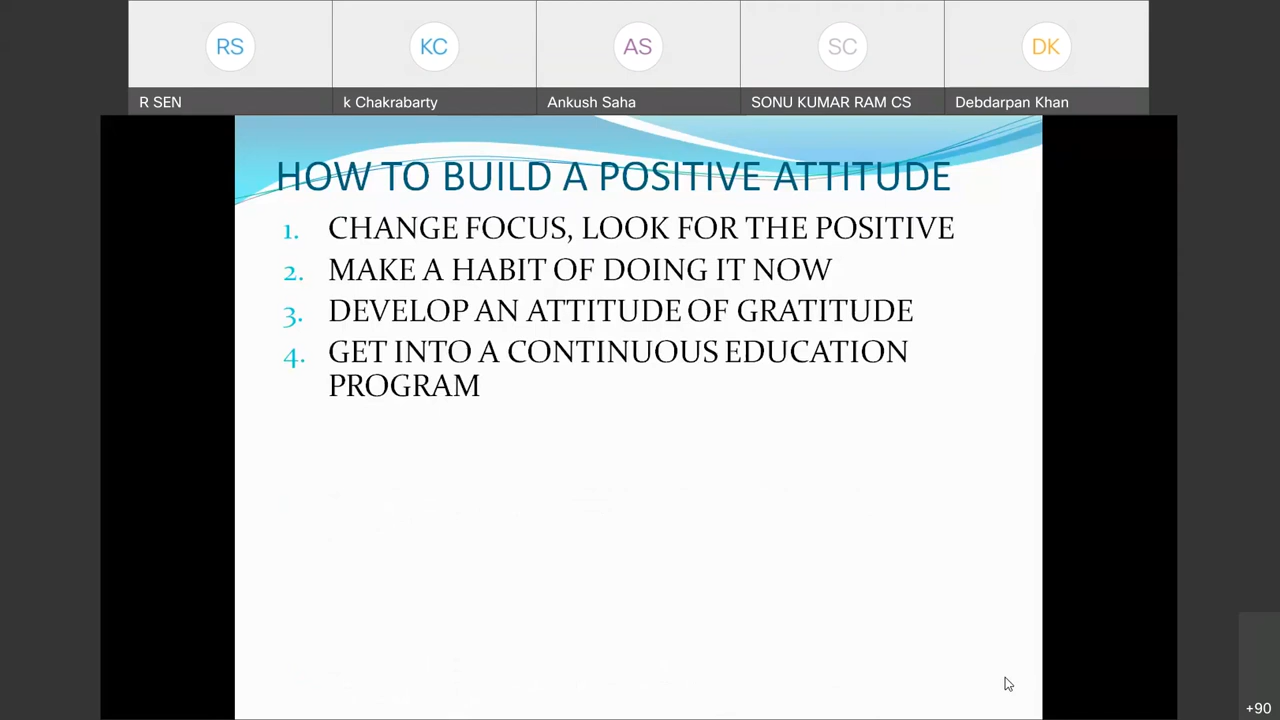 RS
KC
AS
SC
DK
R SEN
k Chakrabarty
Ankush Saha
SONU KUMAR RAM CS
Debdarpan Khan
HOW TO BUILD A POSITIVE ATTITUDE
1. CHANGE FOCUS, LOOK FOR THE POSITIVE
2. MAKE A HABIT OF DOING IT NOW
3. DEVELOP AN ATTITUDE OF GRATITUDE
4. GET INTO A CONTINUOUS EDUCATION
PROGRAM
+90